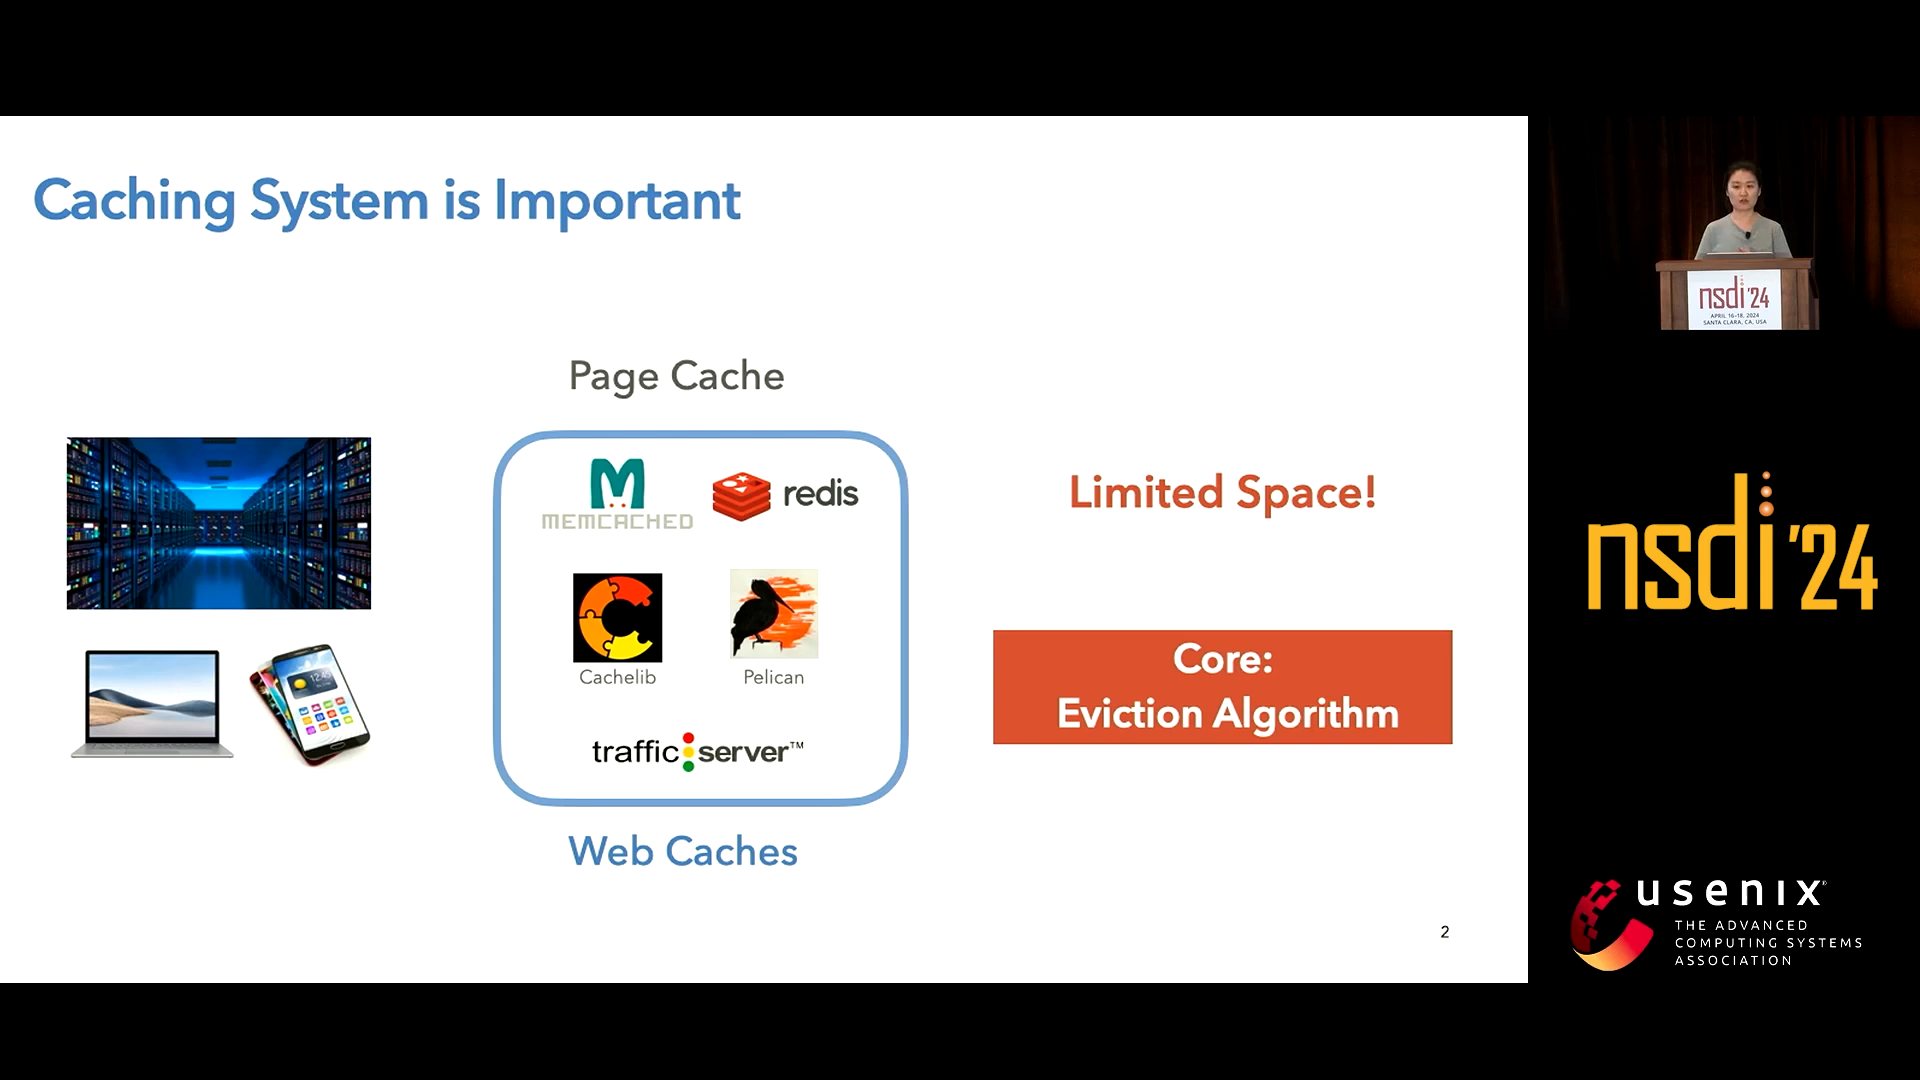 Caching System is Important
Page Cache
MEMCACHED
redis
Cachelib
Pelican
traffic server™
Web Caches
Limited Space!
Core:
Eviction Algorithm
2
nsdi '24
APRIL 16–18, 2024
SANTA CLARA, CA, USA
nsdi '24
usenix®
THE ADVANCED
COMPUTING SYSTEMS
ASSOCIATION